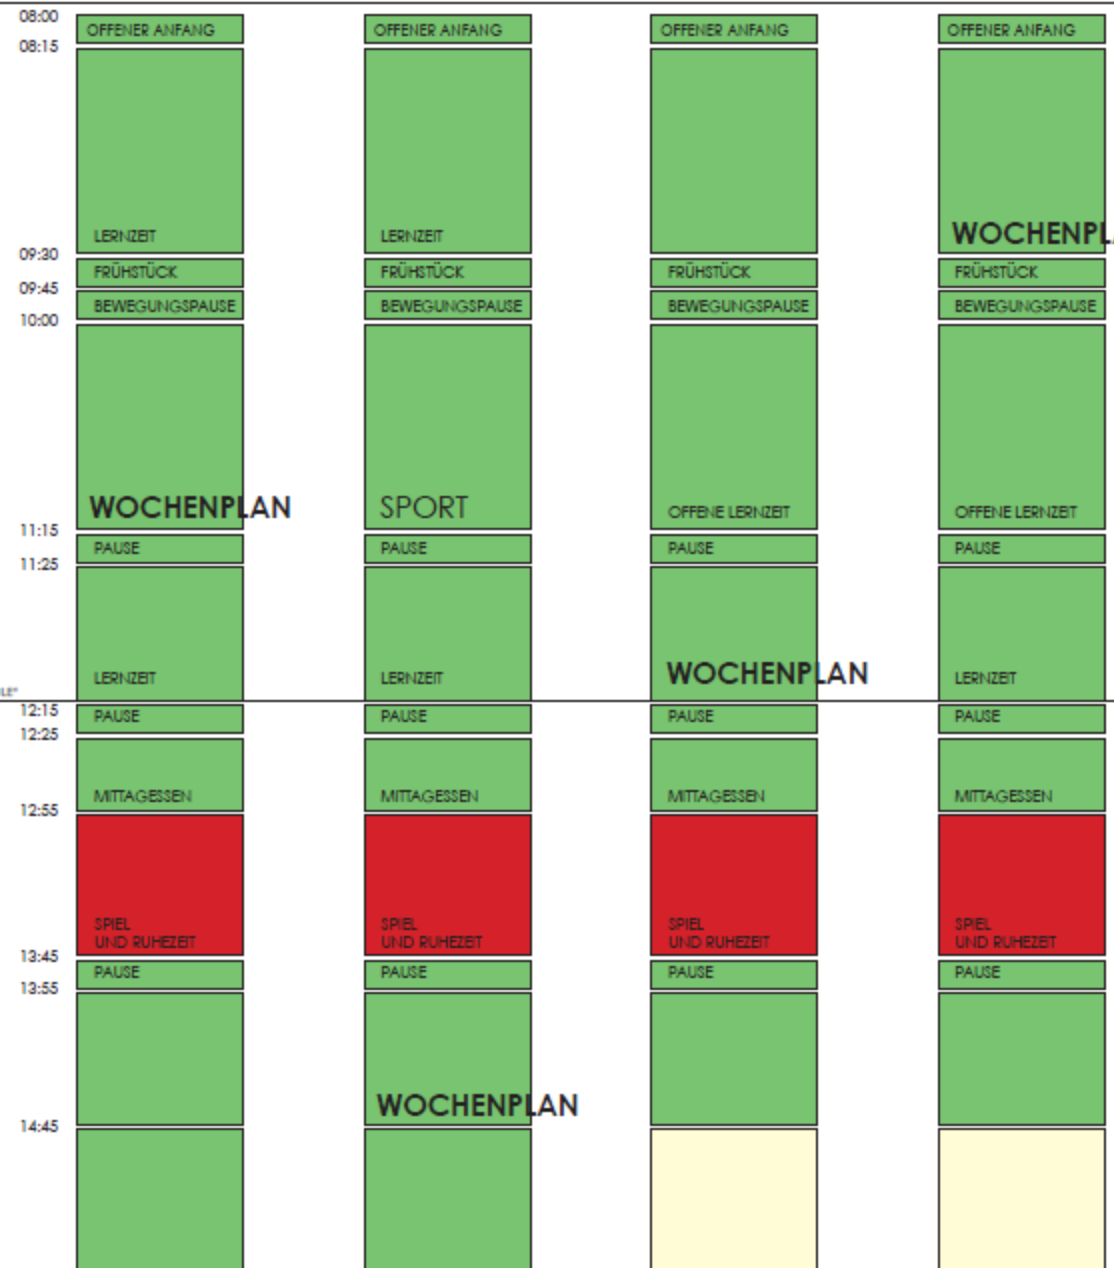 08:00
OFFENER ANFANG OFFENER ANFANG OFFENER ANFANG OFFENER ANFANG
08:15
LERNZEIT LERNZEIT WOCHENPLA
09:30
FRÜHSTÜCK FRÜHSTÜCK FRÜHSTÜCK FRÜHSTÜCK
09:45
BEWEGUNGSPAUSE BEWEGUNGSPAUSE BEWEGUNGSPAUSE BEWEGUNGSPAUSE
10:00
WOCHENPLAN SPORT OFFENE LERNZEIT OFFENE LERNZEIT
11:15
PAUSE PAUSE PAUSE PAUSE
11:25
LERNZEIT LERNZEIT WOCHENPLAN LERNZEIT
LE"
12:15
PAUSE PAUSE PAUSE PAUSE
12:25
MITTAGESSEN MITTAGESSEN MITTAGESSEN MITTAGESSEN
12:55
SPIEL SPIEL SPIEL SPIEL
UND RUHEZEIT UND RUHEZEIT UND RUHEZEIT UND RUHEZEIT
13:45
PAUSE PAUSE PAUSE PAUSE
13:55
WOCHENPLAN
14:45